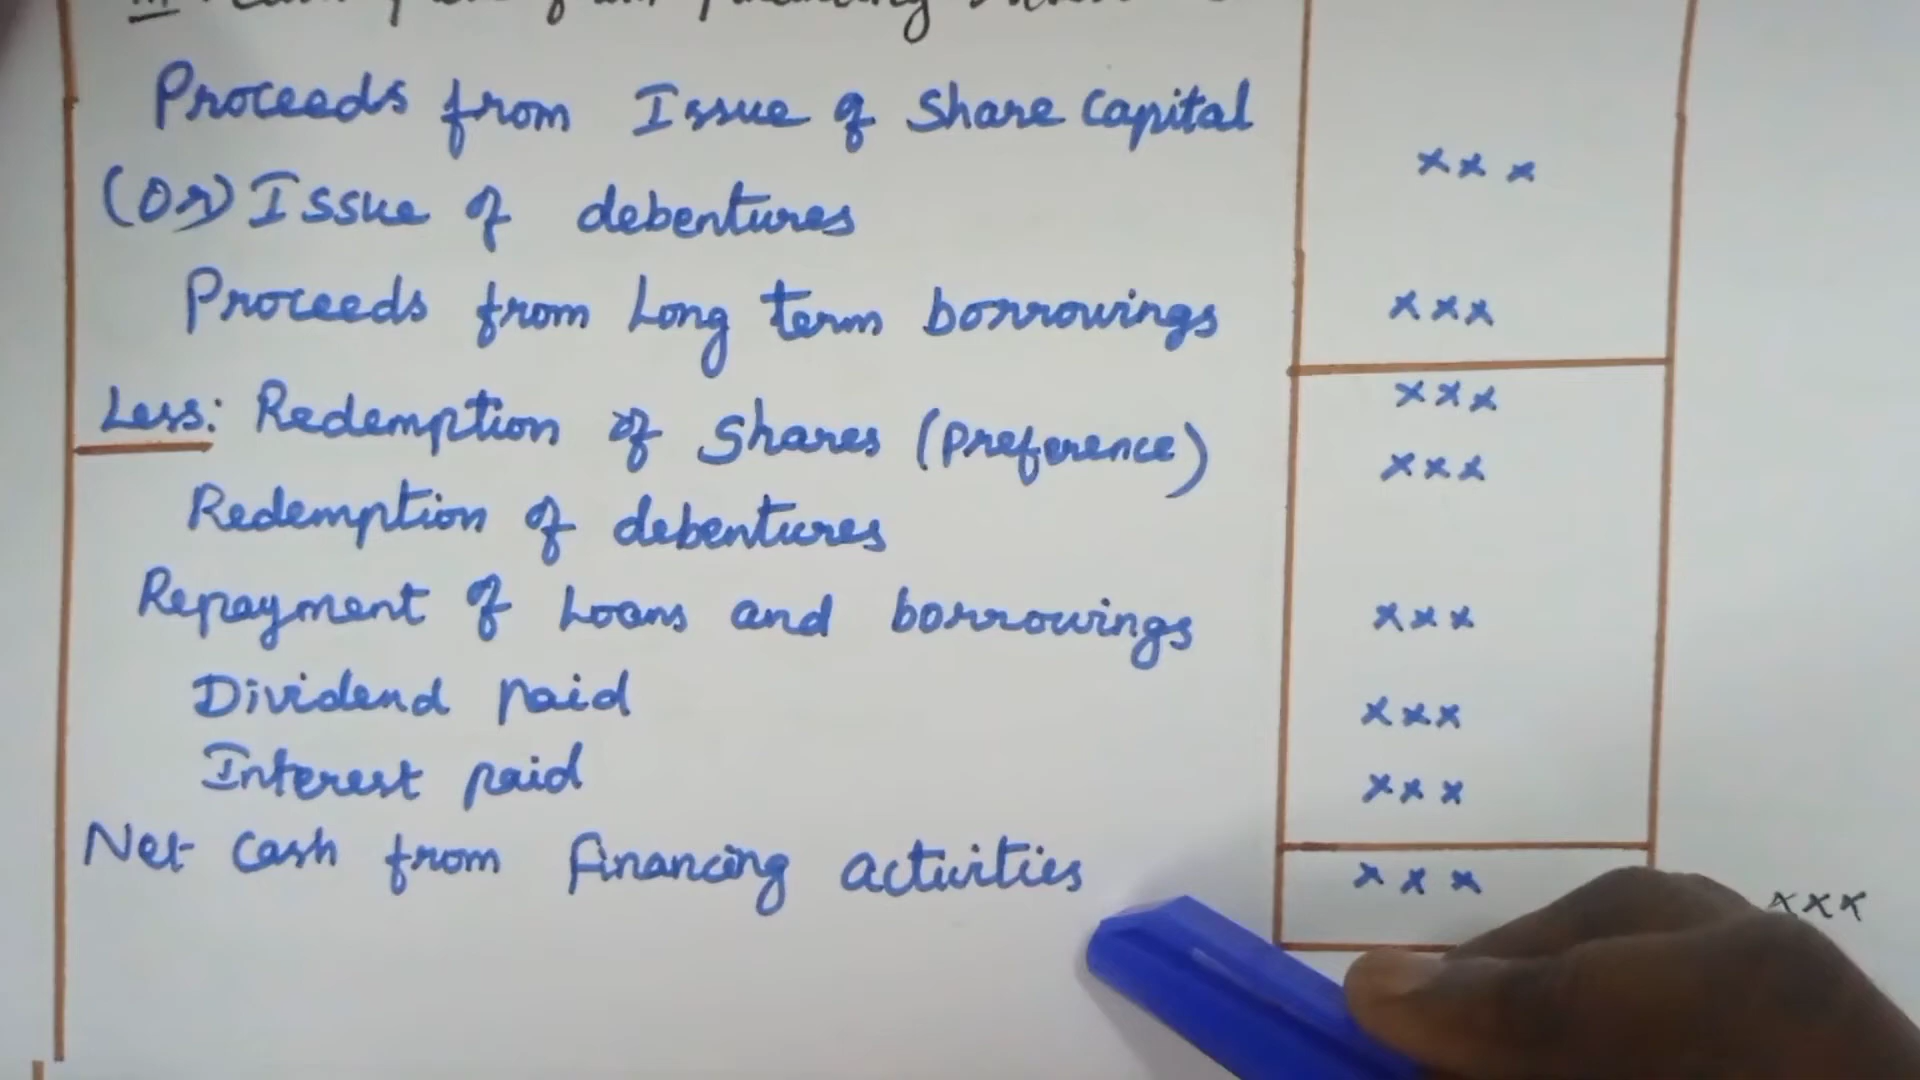 Proceeds from Issue of Share Capital
(Or) Issue of debentures
xxx
Proceeds from Long term borrowings xxx
xxx
Less: Redemption of Shares (preference) xxx
Redemption of debentures
Repayment of Loans and borrowings xxx
Dividend paid xxx
Interest paid xxx
Net cash from financing activities xxx xxx